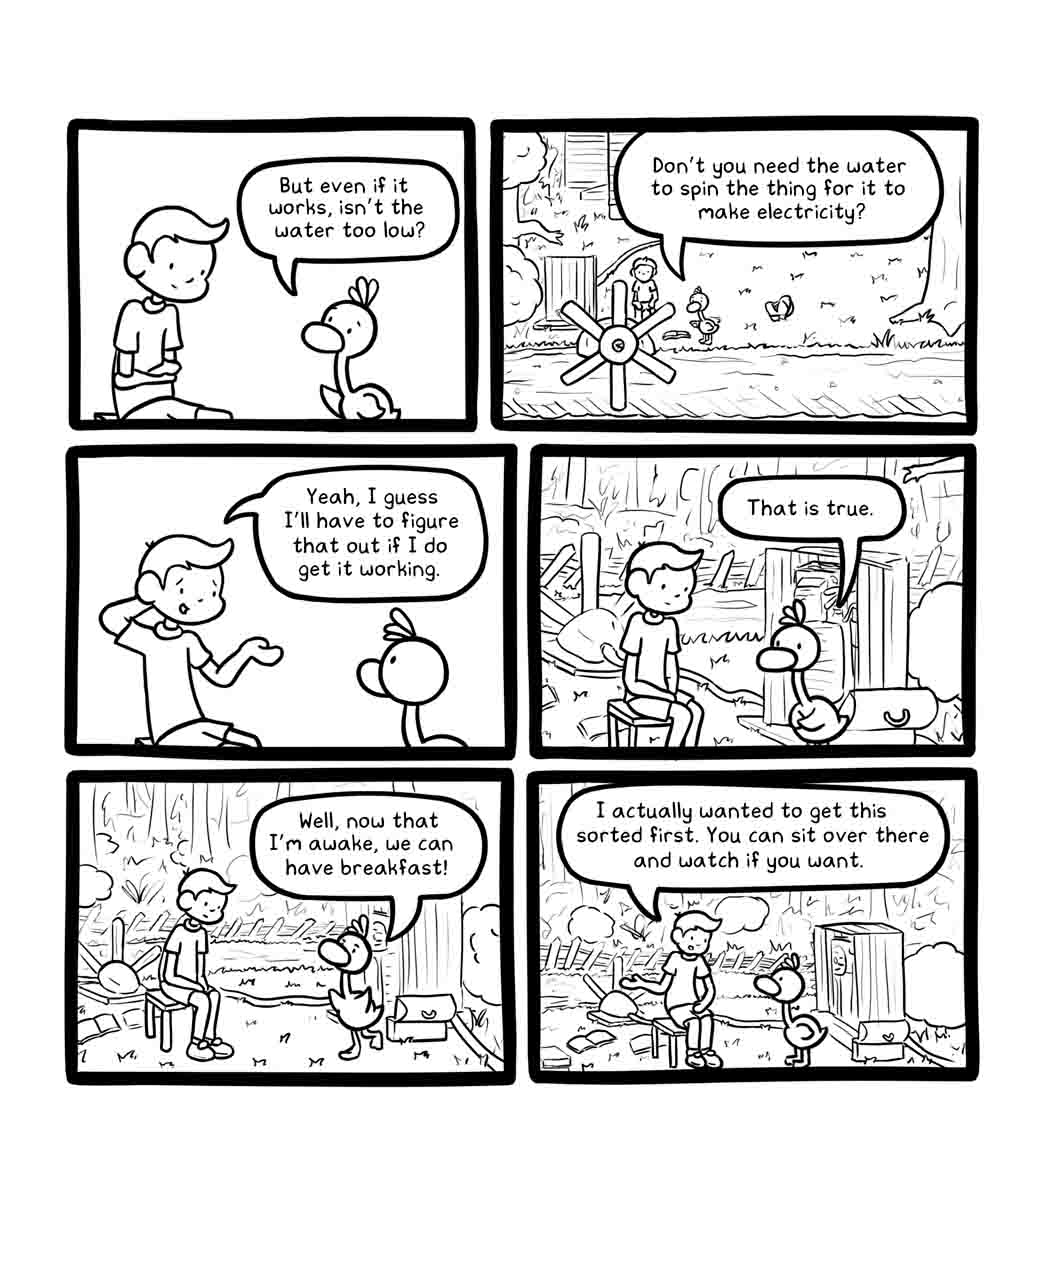 But even if it
works, isn't the
water too low?
Don't you need the water
to spin the thing for it to
make electricity?
Yeah, I guess
I'll have to figure
that out if I do
get it working.
That is true.
Well, now that
I'm awake, we can
have breakfast!
I actually wanted to get this
sorted first. You can sit over there
and watch if you want.